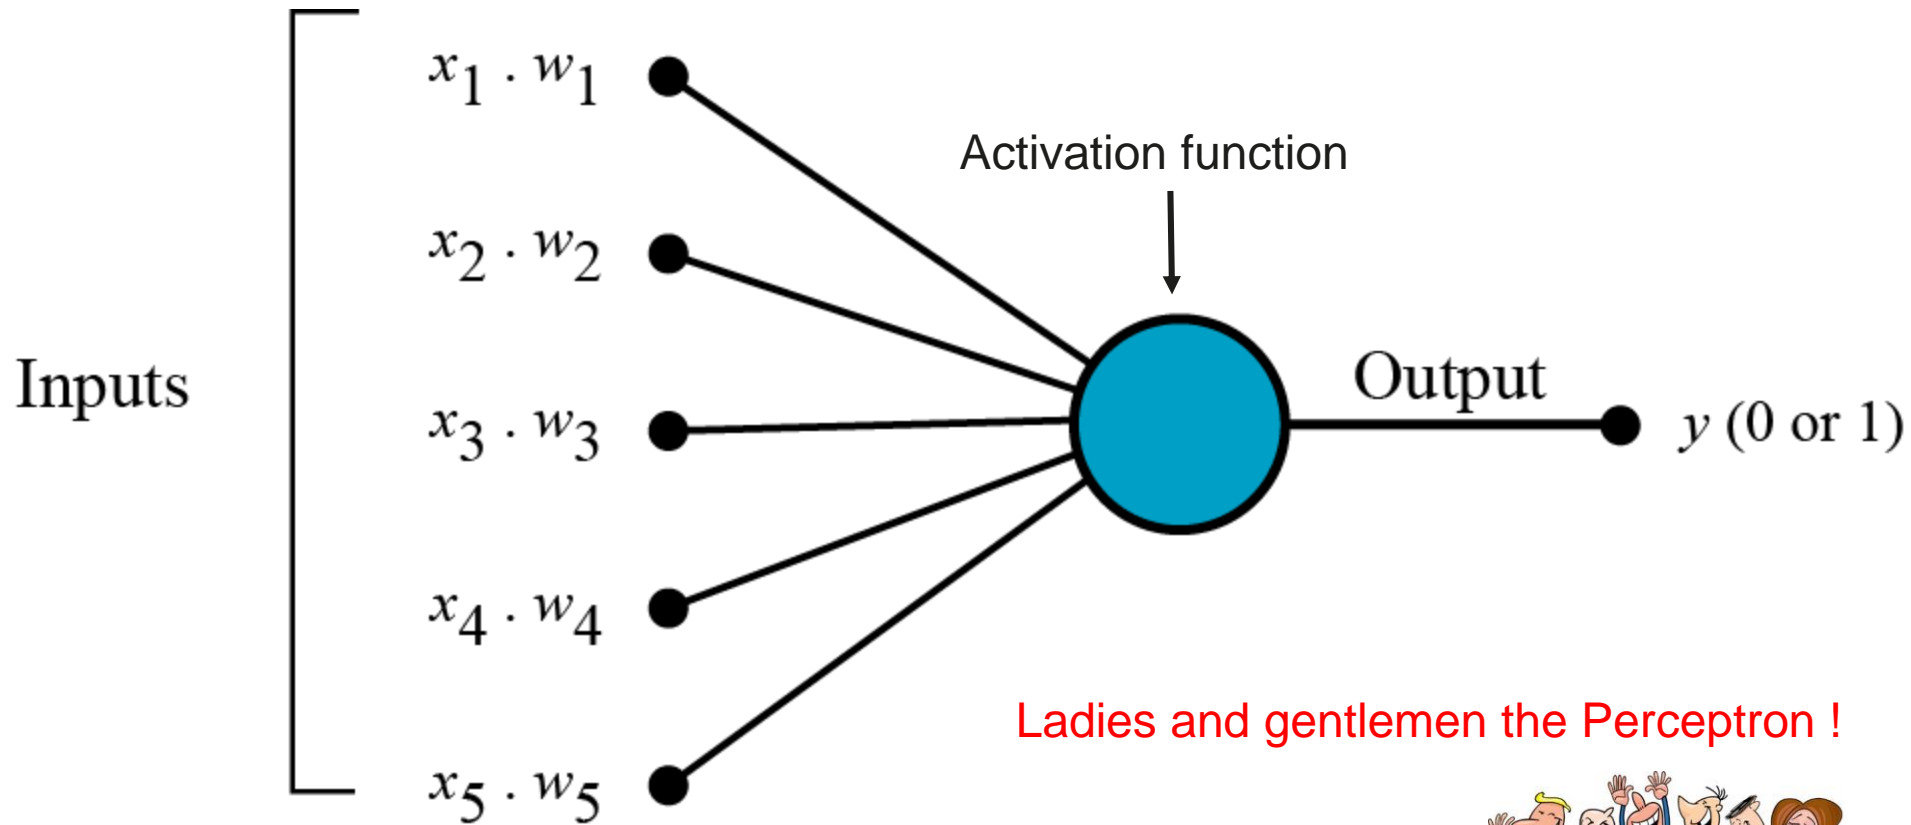 x1 . w1
Activation function
x2 . w2
Inputs
Output
x3 . w3
y (0 or 1)
x4 . w4
Ladies and gentlemen the Perceptron !
x5 . w5